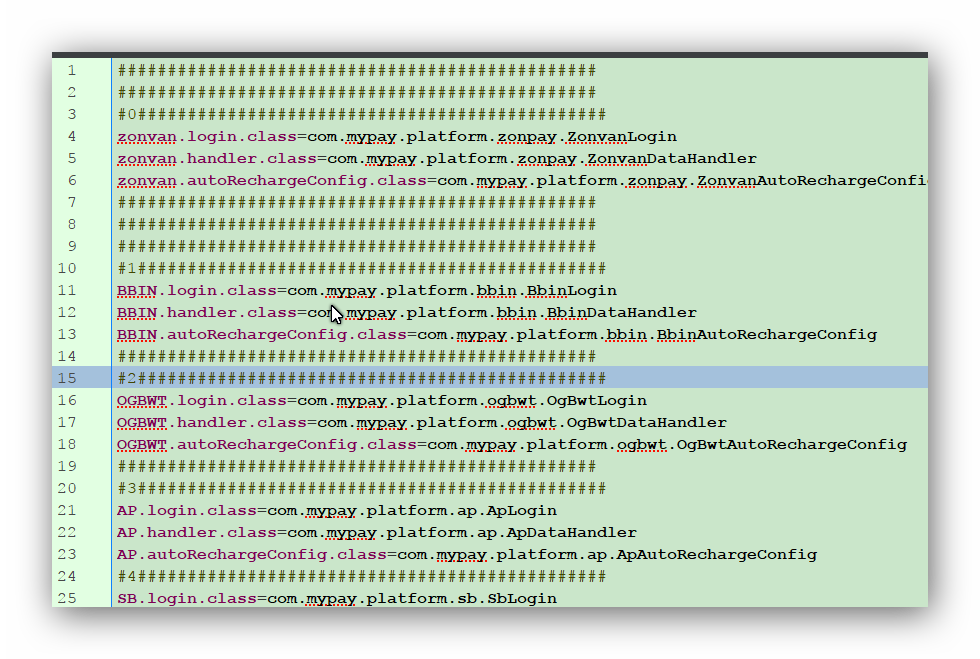 1 ################################################
2 ################################################
3 #0###############################################
4 zonvan.login.class=com.mypay.platform.zonpay.ZonvanLogin
5 zonvan.handler.class=com.mypay.platform.zonpay.ZonvanDataHandler
6 zonvan.autoRechargeConfig.class=com.mypay.platform.zonpay.ZonvanAutoRechargeConfi
7 ################################################
8 ################################################
9 ################################################
10 #1###############################################
11 BBIN.login.class=com.mypay.platform.bbin.BbinLogin
12 BBIN.handler.class=com.mypay.platform.bbin.BbinDataHandler
13 BBIN.autoRechargeConfig.class=com.mypay.platform.bbin.BbinAutoRechargeConfig
14 ################################################
15 #2###############################################
16 OGBWT.login.class=com.mypay.platform.ogbwt.OgBwtLogin
17 OGBWT.handler.class=com.mypay.platform.ogbwt.OgBwtDataHandler
18 OGBWT.autoRechargeConfig.class=com.mypay.platform.ogbwt.OgBwtAutoRechargeConfig
19 ################################################
20 #3###############################################
21 AP.login.class=com.mypay.platform.ap.ApLogin
22 AP.handler.class=com.mypay.platform.ap.ApDataHandler
23 AP.autoRechargeConfig.class=com.mypay.platform.ap.ApAutoRechargeConfig
24 #4###############################################
25 SB.login.class=com.mypay.platform.sb.SbLogin